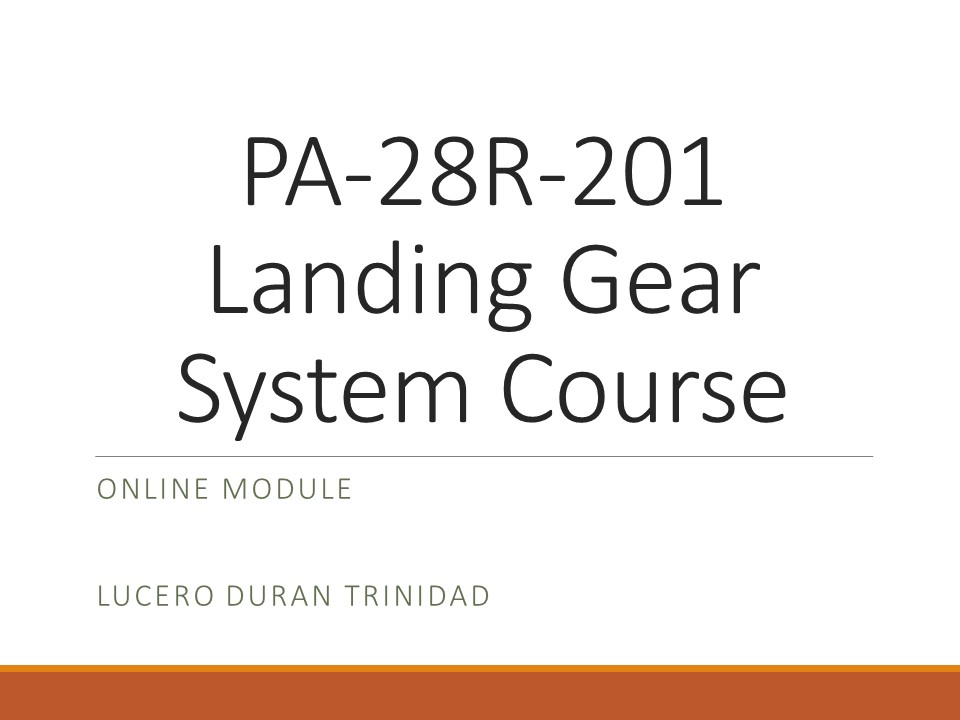 PA-28R-201
Landing Gear
System Course
ONLINE MODULE
LUCERO DURAN TRINIDAD